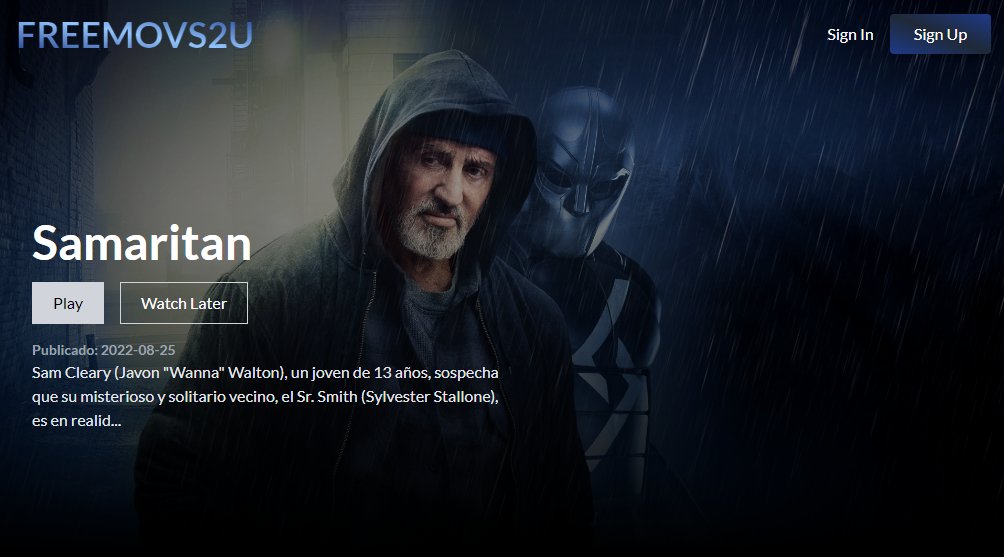 FREEMOVS2U
Sign In
Sign Up
Samaritan
Play
Watch Later
Publicado: 2022-08-25
Sam Cleary (Javon "Wanna" Walton), un joven de 13 años, sospecha
que su misterioso y solitario vecino, el Sr. Smith (Sylvester Stallone),
es en realid...